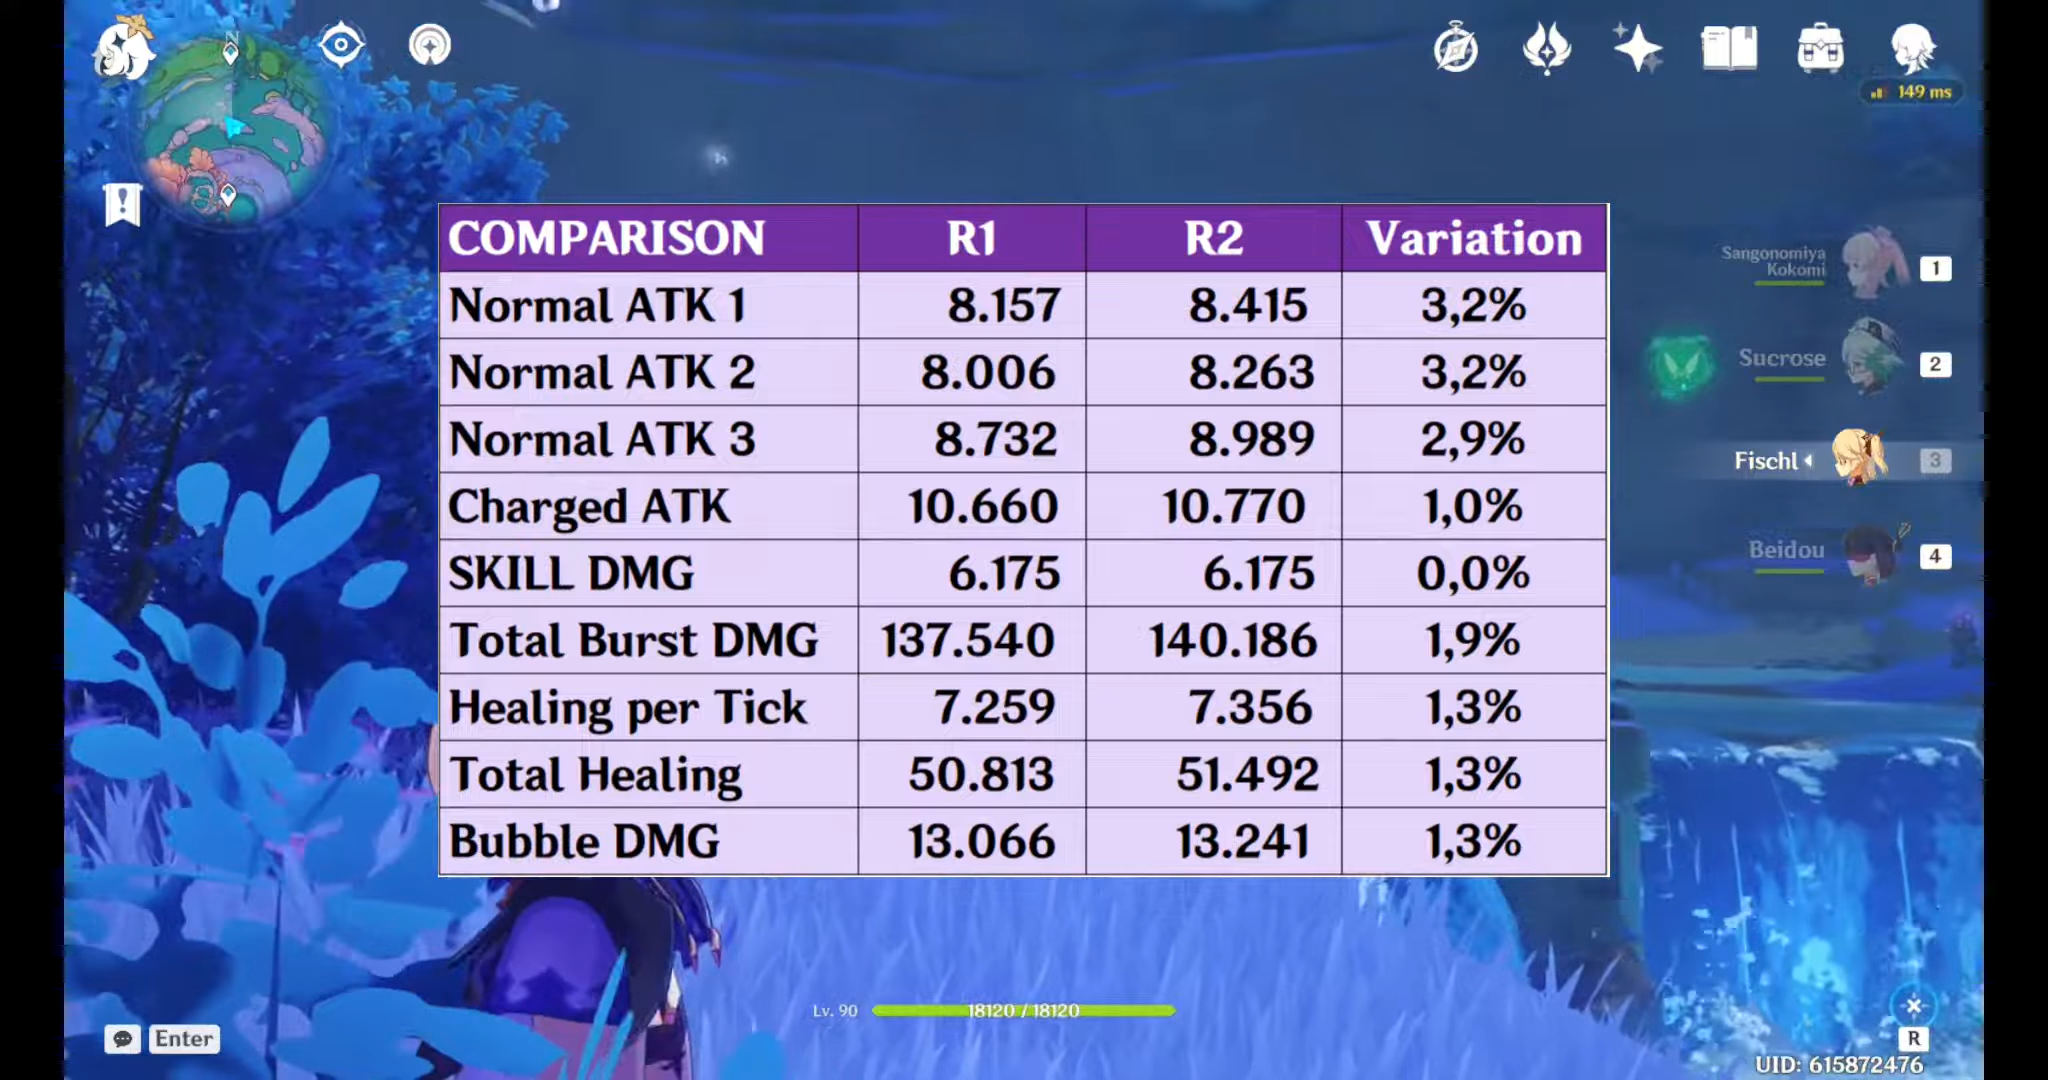 N
149 ms
COMPARISON R1 R2 Variation
Normal ATK 1 8.157 8.415 3,2%
Normal ATK 2 8.006 8.263 3,2%
Normal ATK 3 8.732 8.989 2,9%
Charged ATK 10.660 10.770 1,0%
SKILL DMG 6.175 6.175 0,0%
Total Burst DMG 137.540 140.186 1,9%
Healing per Tick 7.259 7.356 1,3%
Total Healing 50.813 51.492 1,3%
Bubble DMG 13.066 13.241 1,3%
Sangonomiya
Kokomi 1
Sucrose 2
Fischl 3
Beidou 4
Lv. 90 18120 / 18120
Enter
R
UID: 615872476